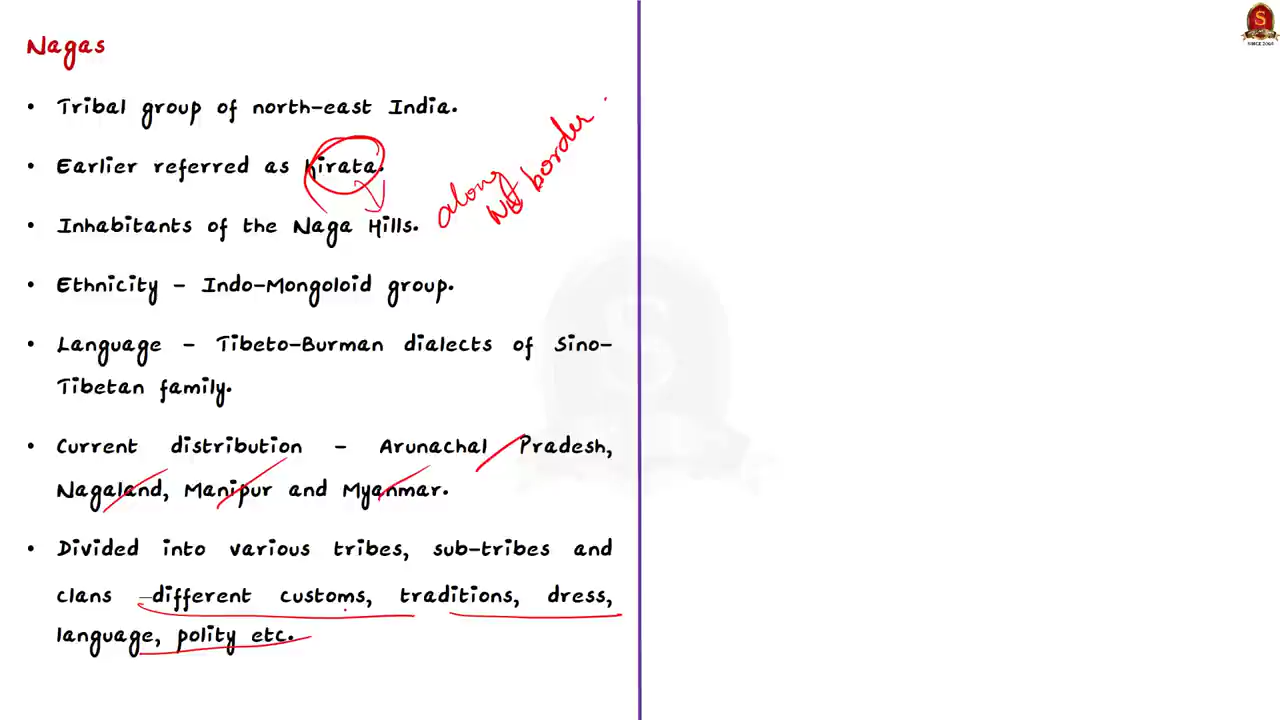 Nagas
• Tribal group of north-east India.
• Earlier referred as Kirata.
• Inhabitants of the Naga Hills.
along
border
• Ethnicity - Indo-Mongoloid group.
• Language - Tibeto-Burman dialects of Sino-
Tibetan family.
• Current distribution - Arunachal Pradesh,
Nagaland, Manipur and Myanmar.
• Divided into various tribes, sub-tribes and
clans -different customs, traditions, dress,
language, polity etc.
S
SINCE 2004